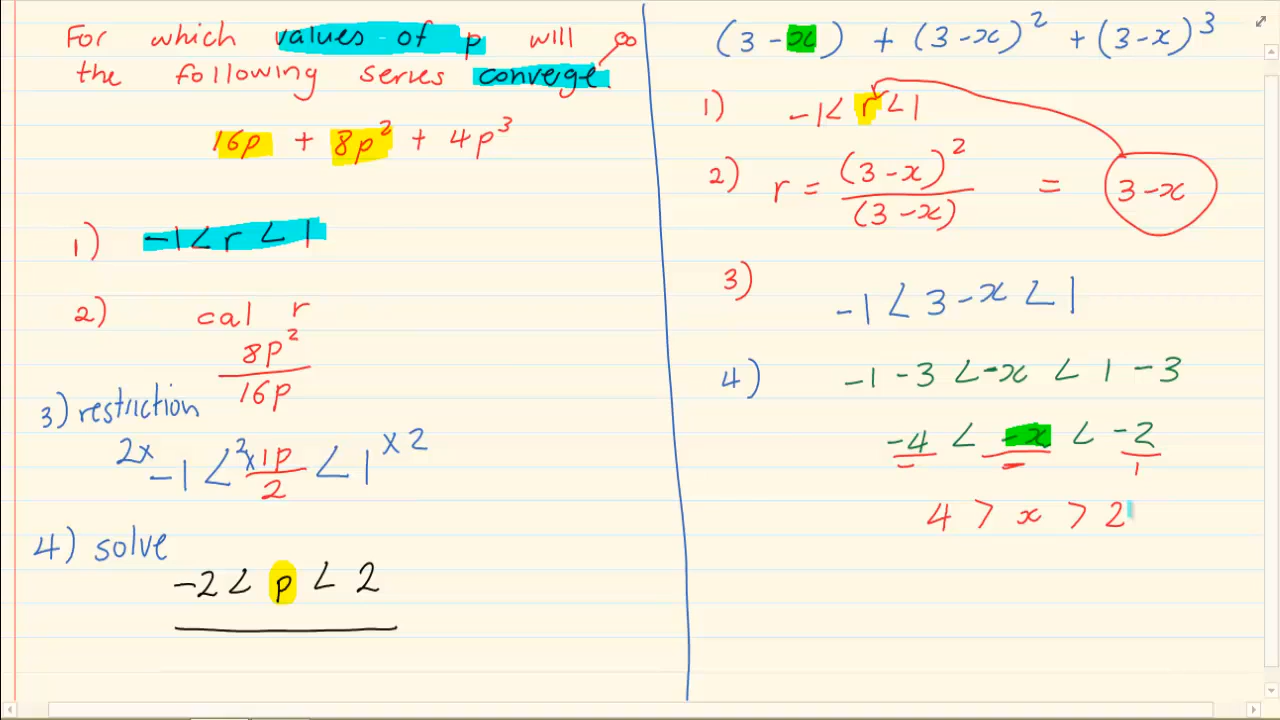 For which values of p will ∞
the following series converge
16p + 8p² + 4p³
1) -1 < r < 1
2) cal r
8p²
16p
3) restriction
2x -1 < 2x 1p < 1 x2
2
4) solve
-2 < p < 2
(3-x) + (3-x)² + (3-x)³
1) -1 < r < 1
2) r = (3-x)² = 3-x
(3-x)
3) -1 < 3-x < 1
4) -1 - 3 < -x < 1 - 3
-4 < -x < -2
- - 1
4 > x > 2